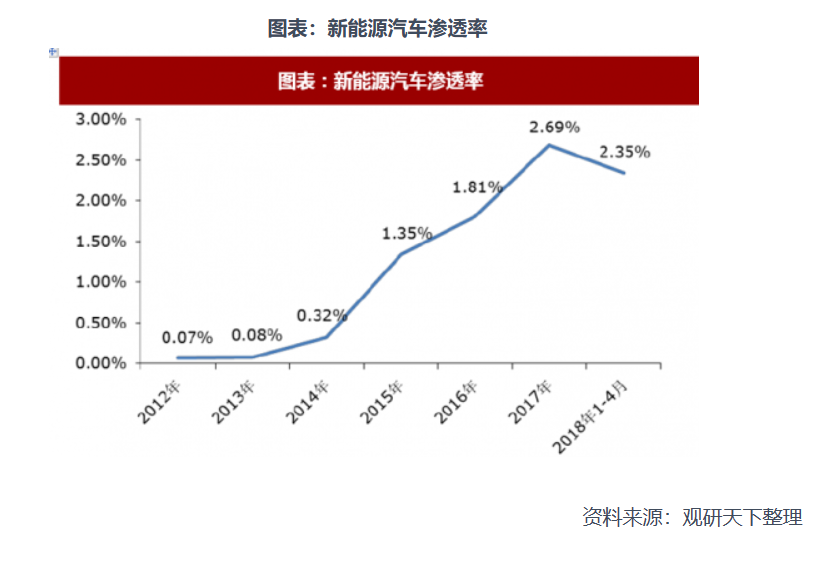 图表：新能源汽车渗透率
图表：新能源汽车渗透率
3.00%
2.50%
2.00%
1.50%
1.00%
0.50%
0.00%
0.07%
0.08%
0.32%
1.35%
1.81%
2.69%
2.35%
2012年
2013年
2014年
2015年
2016年
2017年
2018年1-4月
资料来源：观研天下整理